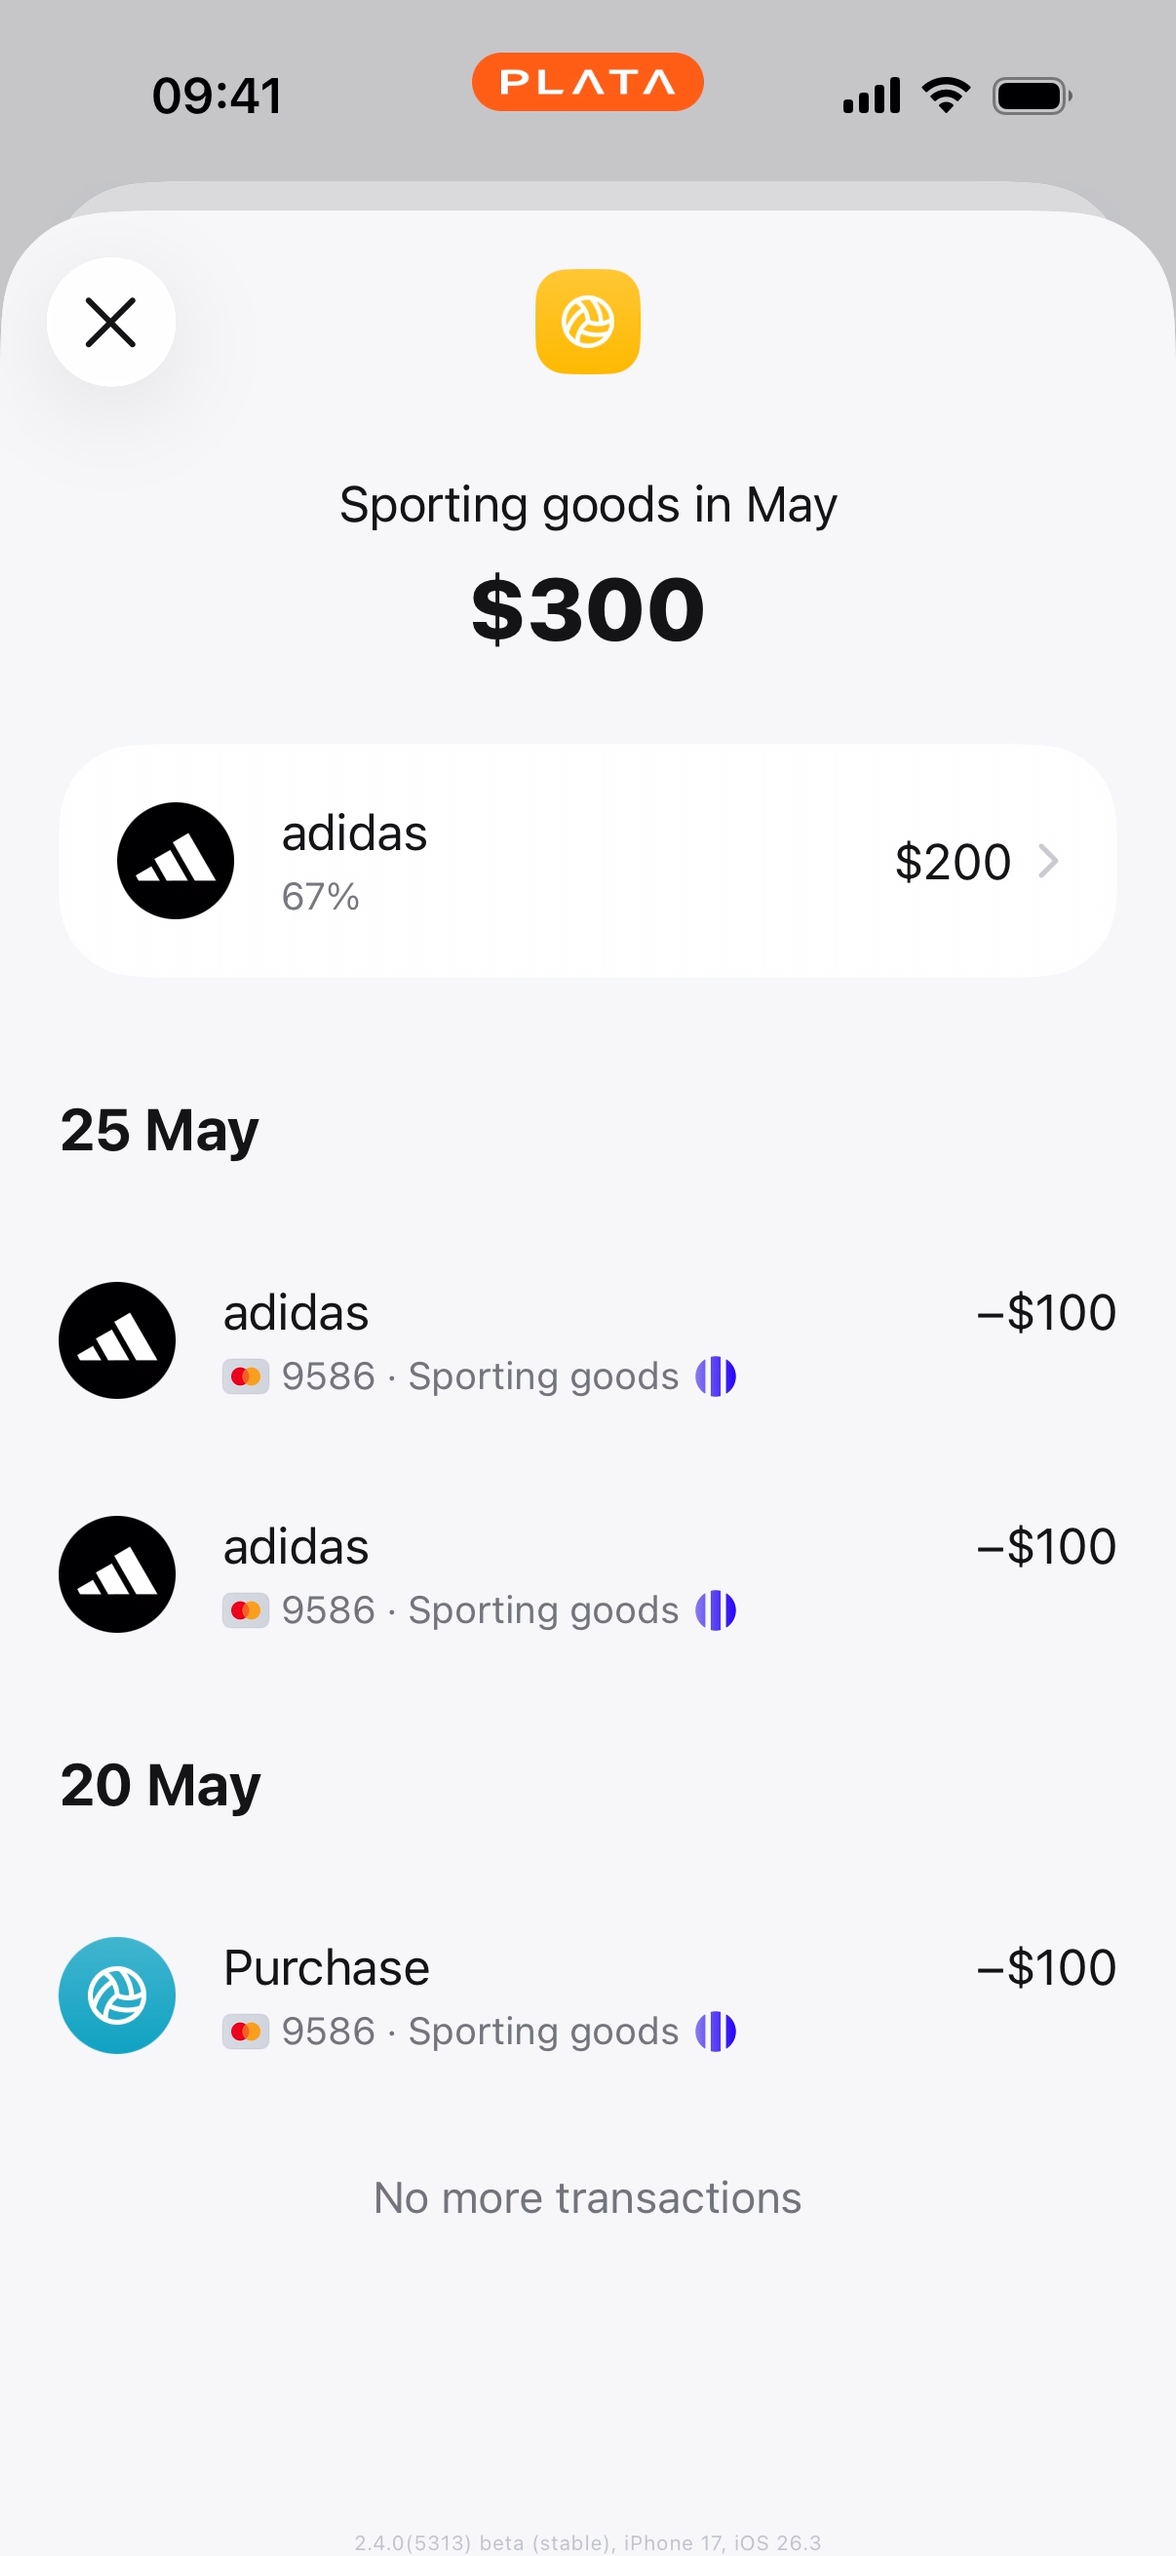 09:41
PLATA
Sporting goods in May
$300
adidas
67%
$200
25 May
adidas
–$100
9586 · Sporting goods
adidas
–$100
9586 · Sporting goods
20 May
Purchase
–$100
9586 · Sporting goods
No more transactions
2.4.0(5313) beta (stable), iPhone 17, iOS 26.3